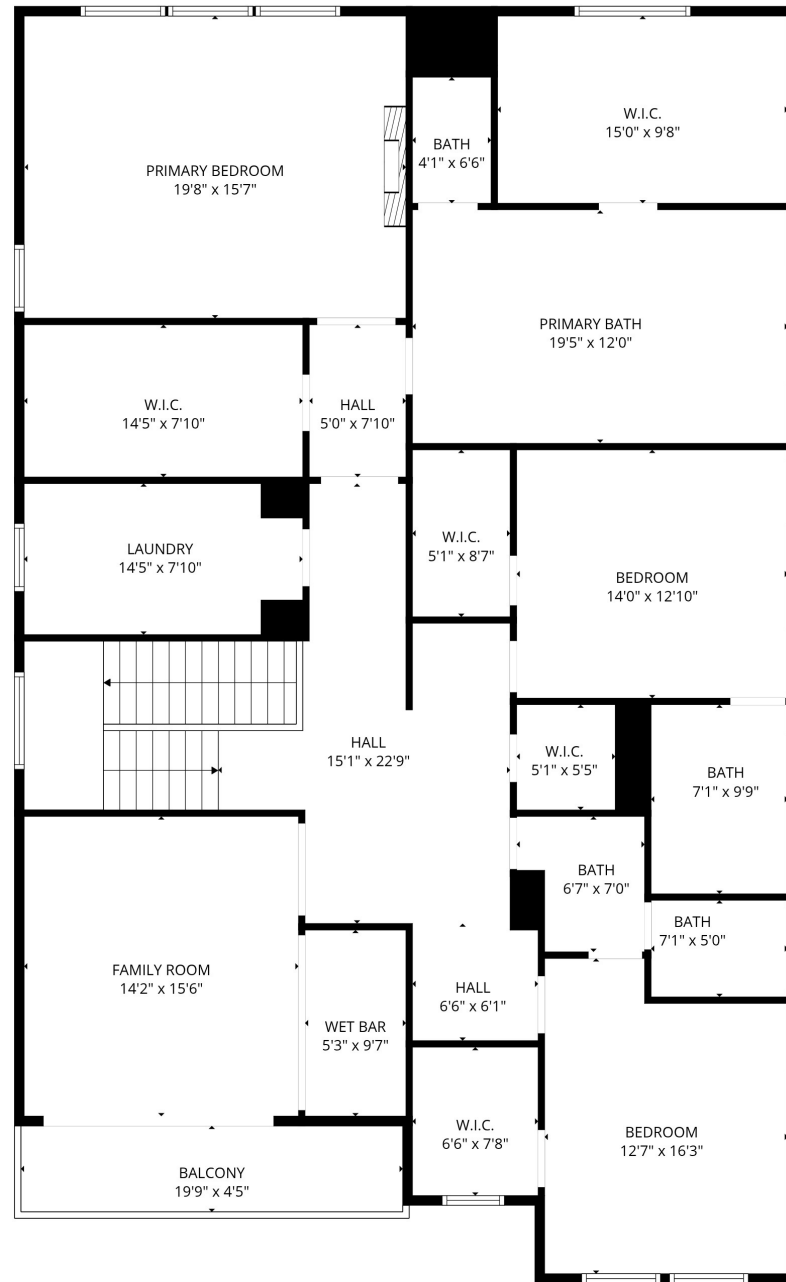 W.I.C.
15'0" x 9'8"
BATH
4'1" x 6'6"
PRIMARY BEDROOM
19'8" x 15'7"
PRIMARY BATH
19'5" x 12'0"
W.I.C.
14'5" x 7'10"
HALL
5'0" x 7'10"
W.I.C.
5'1" x 8'7"
LAUNDRY
14'5" x 7'10"
BEDROOM
14'0" x 12'10"
HALL
15'1" x 22'9"
W.I.C.
5'1" x 5'5"
BATH
7'1" x 9'9"
BATH
6'7" x 7'0"
BATH
7'1" x 5'0"
FAMILY ROOM
14'2" x 15'6"
HALL
6'6" x 6'1"
WET BAR
5'3" x 9'7"
W.I.C.
6'6" x 7'8"
BEDROOM
12'7" x 16'3"
BALCONY
19'9" x 4'5"